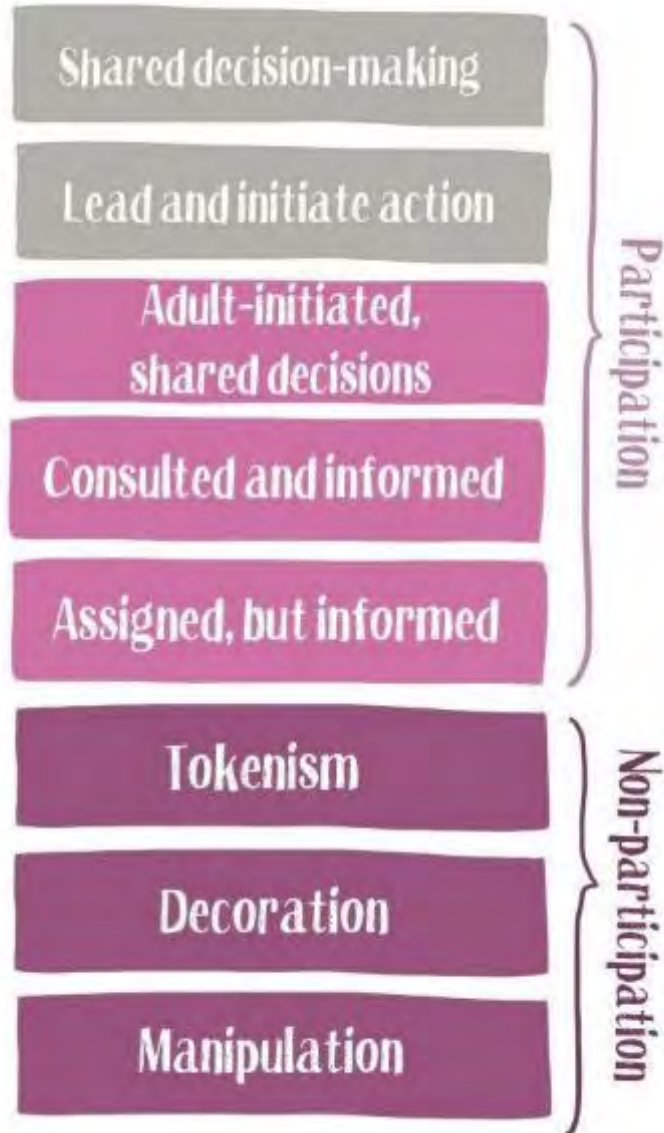 Shared decision-making
Lead and initiate action
Adult-initiated,
shared decisions
Consulted and informed
Assigned, but informed
Participation
Tokenism
Decoration
Manipulation
Non-participation